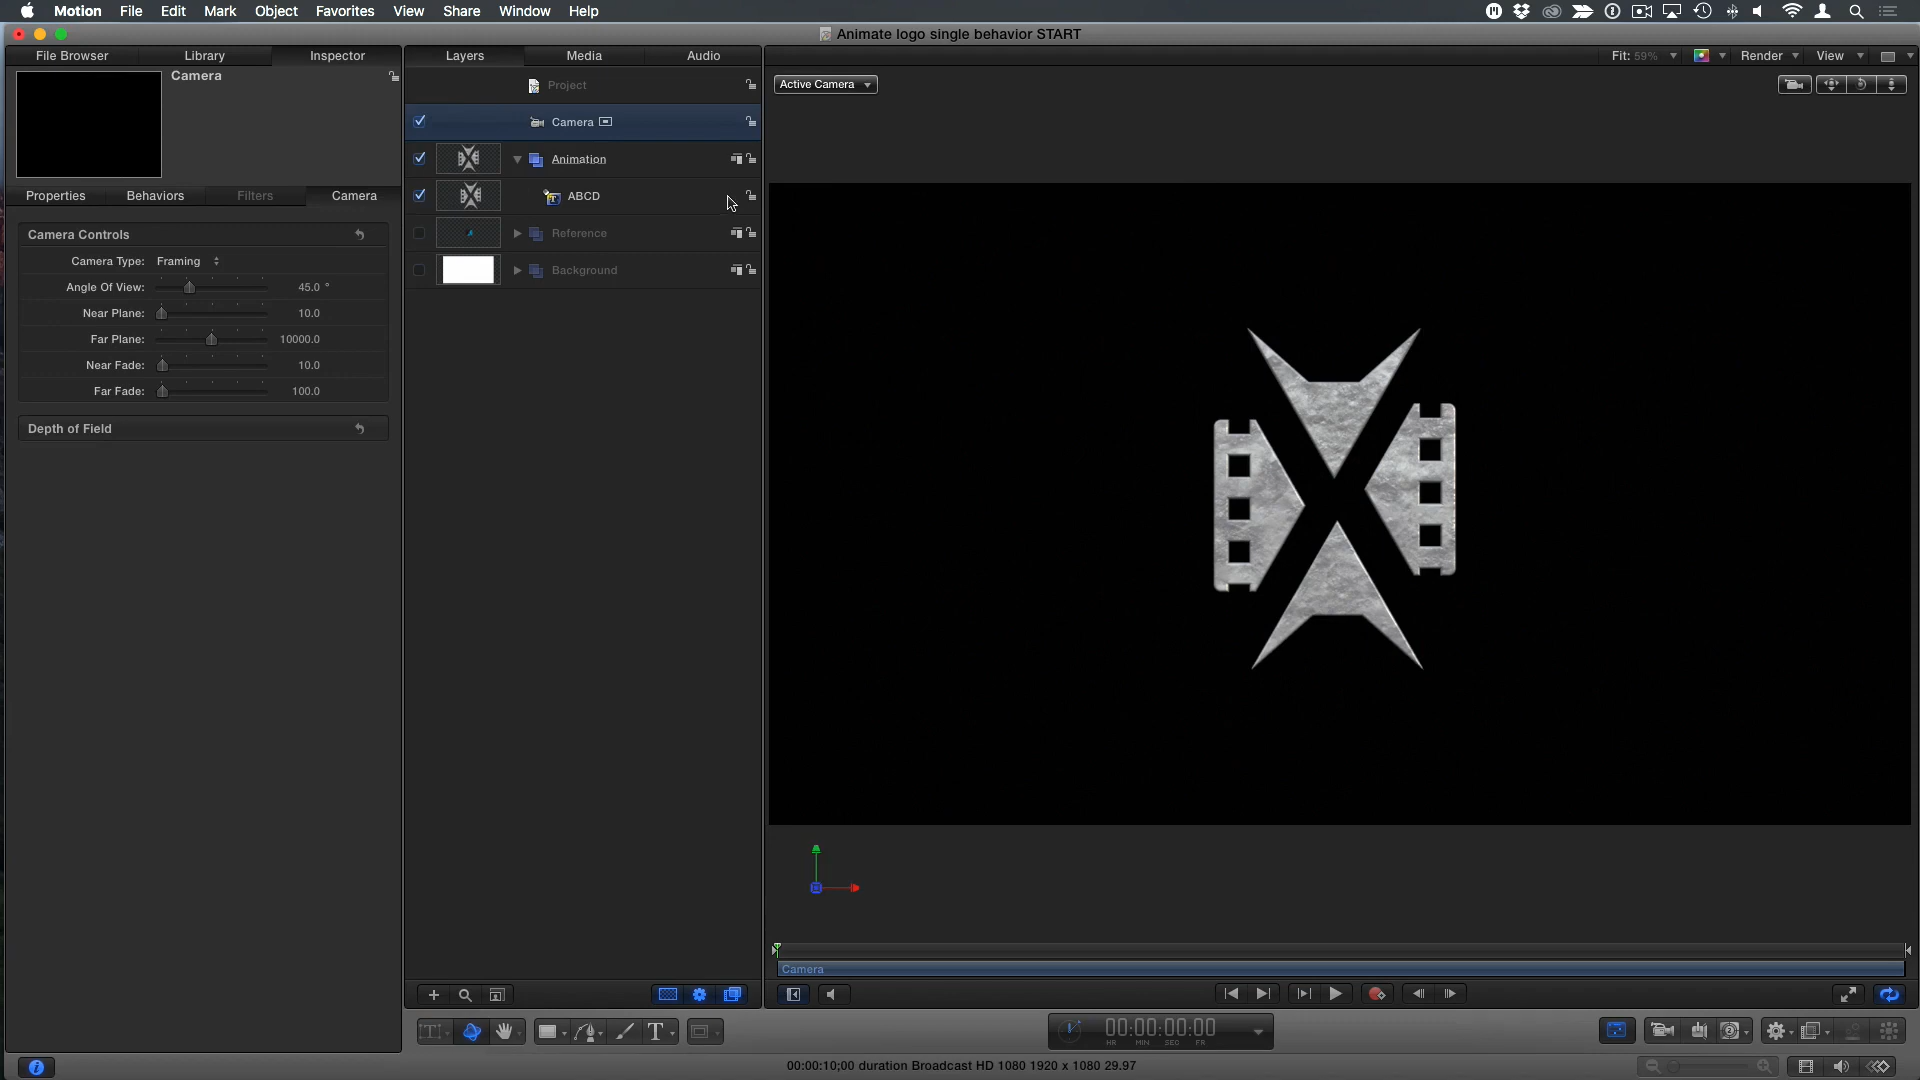 Motion File Edit Mark Object Favorites View Share Window Help
Animate logo single behavior START
File Browser Library Inspector Layers Media Audio Fit: 59% Render View
Camera
Project
Active Camera
Camera
Animation
Properties Behaviors Filters Camera
ABCD
Camera Controls
Reference
Camera Type: Framing
Background
Angle Of View: 45.0 °
Near Plane: 10.0
Far Plane: 10000.0
Near Fade: 10.0
Far Fade: 100.0
Depth of Field
Camera
00:00:00:00
HR MIN SEC FR
00:00:10;00 duration Broadcast HD 1080 1920 x 1080 29.97